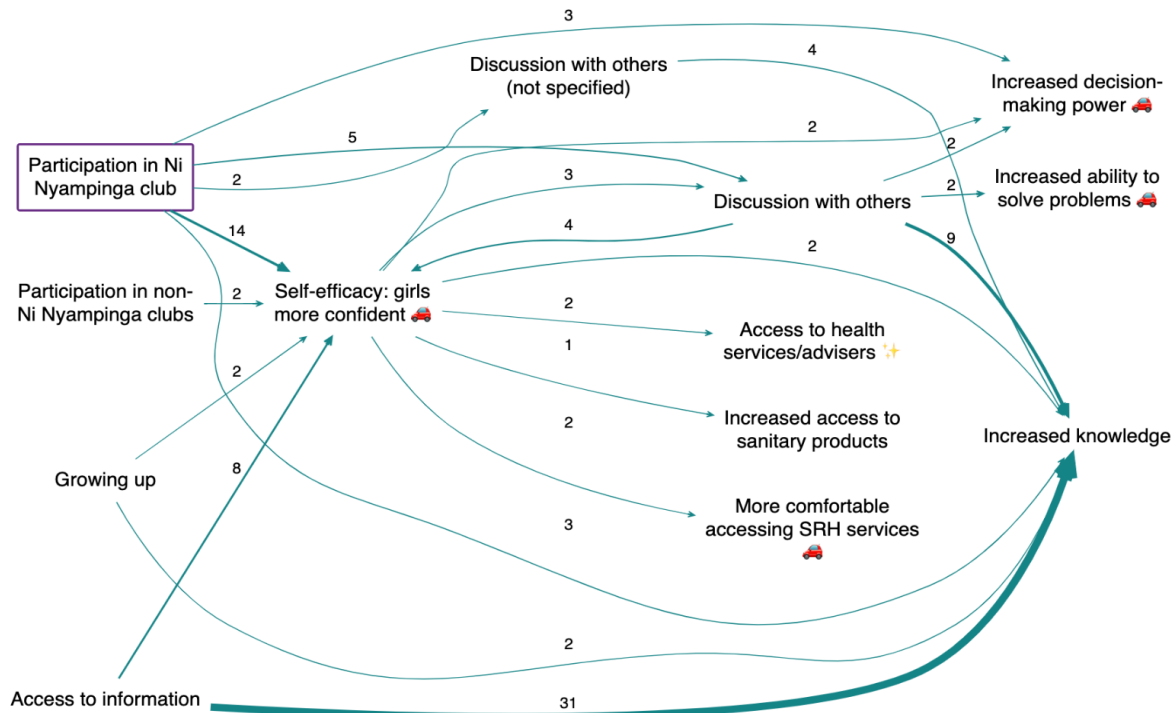 3
4
Discussion with others
(not specified)
Increased decision-
making power 🚗
5
2
Participation in Ni
Nyampinga club
2
3
2
2
Increased ability to
solve problems 🚗
Discussion with others
14
4
9
2
Participation in non-
Ni Nyampinga clubs
2
Self-efficacy: girls
more confident 🚗
2
Access to health
services/advisers ✨
1
2
Increased access to
sanitary products
2
Increased knowledge
8
Growing up
More comfortable
accessing SRH services
🚗
3
2
Access to information
31